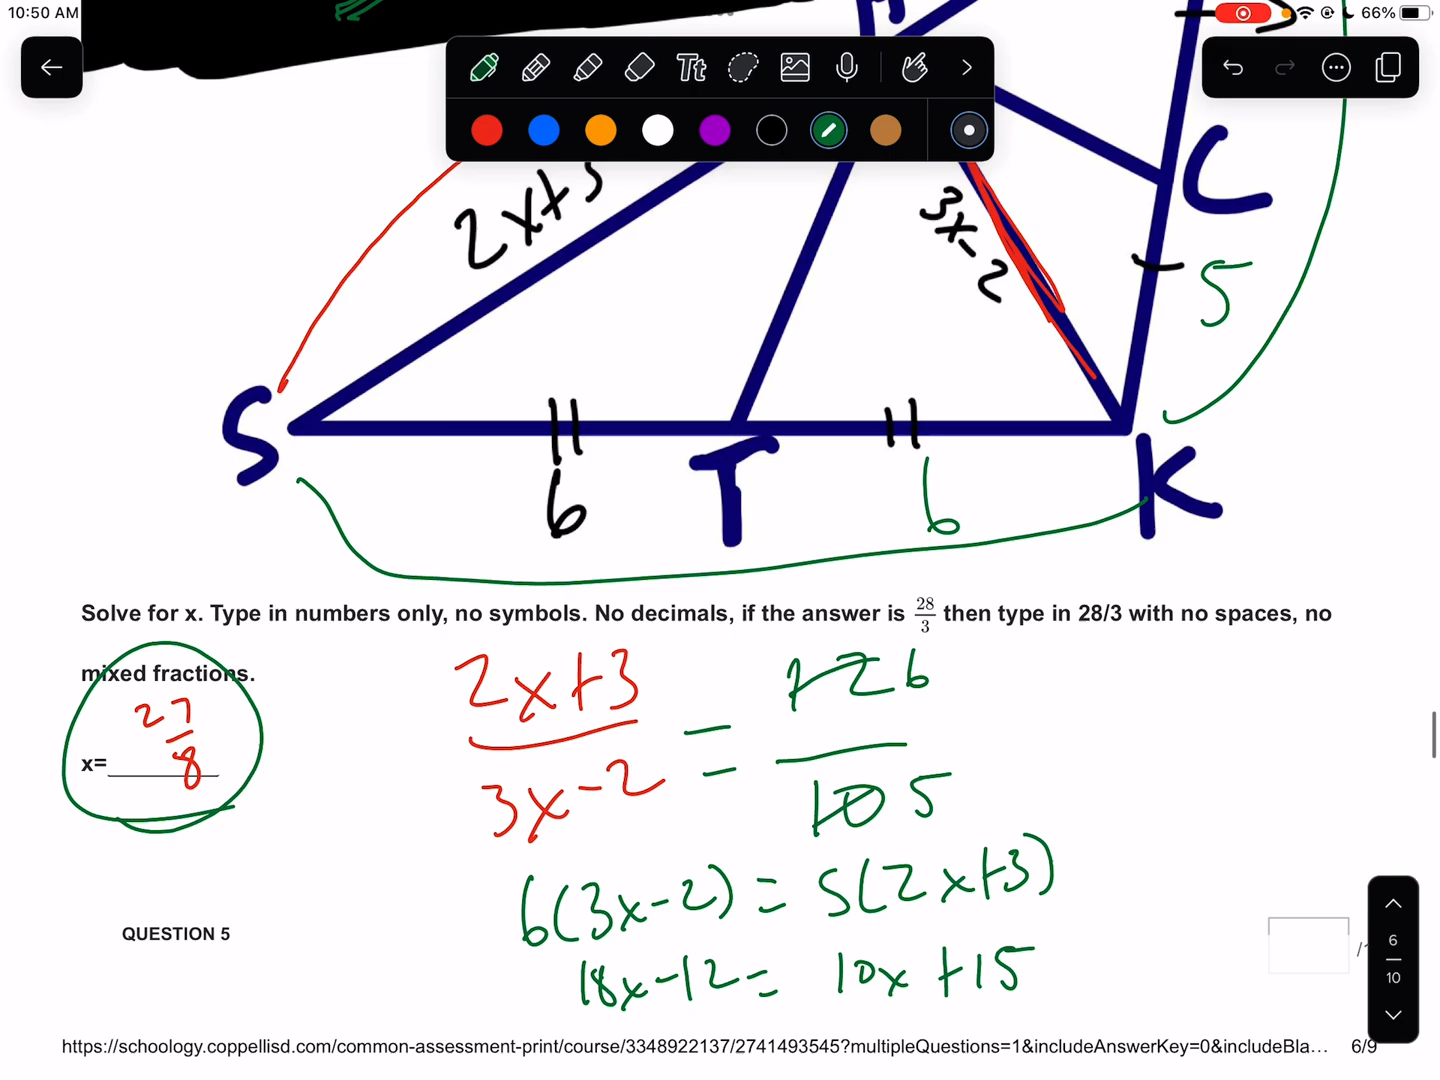 10:50 AM
66%
Tt
2x+3
3x-2
C
5
S
T
K
6
6
Solve for x. Type in numbers only, no symbols. No decimals, if the answer is 28/3 then type in 28/3 with no spaces, no
mixed fractions.
x=______ 27/8
2x+3 = 12 6
3x-2 10 5
6(3x-2) = 5(2x+3)
18x-12 = 10x+15
QUESTION 5
6
10
https://schoology.coppellisd.com/common-assessment-print/course/3348922137/2741493545?multipleQuestions=1&includeAnswerKey=0&includeBla… 6/9